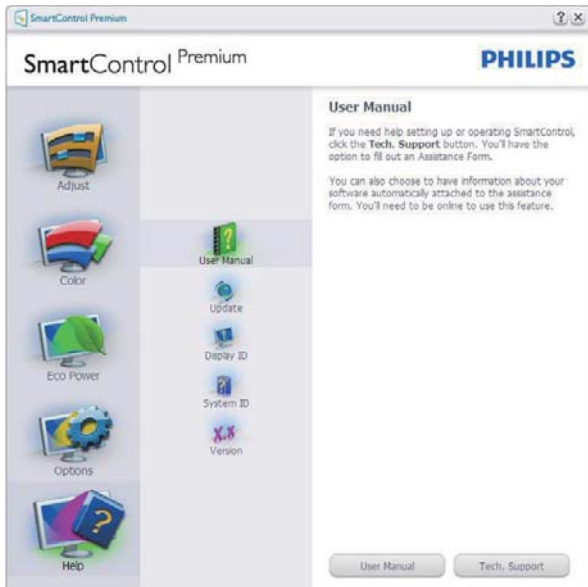 SmartControl Premium
SmartControl Premium
PHILIPS
Adjust
Color
Eco Power
Options
Help
User Manual
Update
Display ID
System ID
X.X
Version
User Manual
If you need help setting up or operating SmartControl,
click the Tech. Support button. You'll have the
option to fill out an Assistance Form.
You can also choose to have information about your
software automatically attached to the assistance
form. You'll need to be online to use this feature.
User Manual
Tech. Support